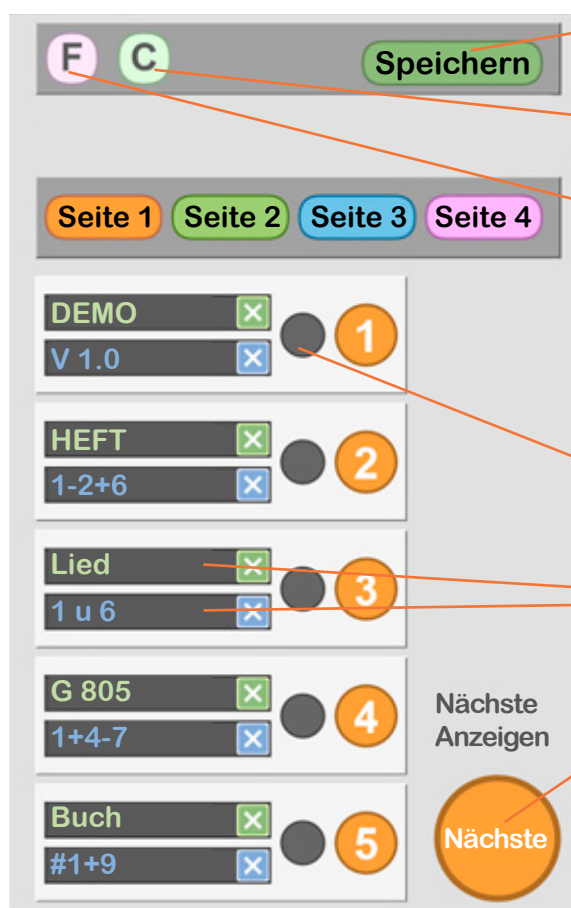 F C Speichern
Seite 1 Seite 2 Seite 3 Seite 4
DEMO
V 1.0
1
HEFT
1-2+6
2
Lied
1 u 6
3
G 805
1+4-7
4
Nächste
Anzeigen
Buch
#1+9
5
Nächste